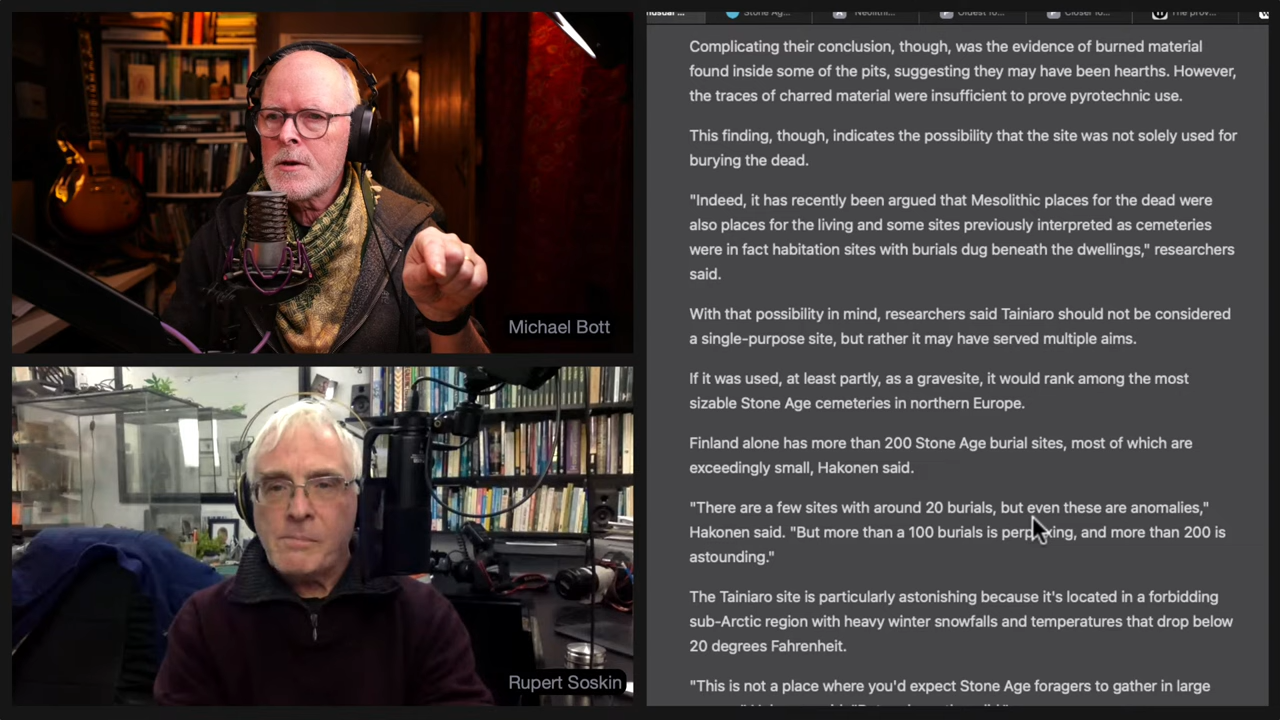 Stone Ag...
Neolithi...
Oldest fo...
Closer fo...
The prov...
Complicating their conclusion, though, was the evidence of burned material
found inside some of the pits, suggesting they may have been hearths. However,
the traces of charred material were insufficient to prove pyrotechnic use.
This finding, though, indicates the possibility that the site was not solely used for
burying the dead.
"Indeed, it has recently been argued that Mesolithic places for the dead were
also places for the living and some sites previously interpreted as cemeteries
were in fact habitation sites with burials dug beneath the dwellings," researchers
said.
With that possibility in mind, researchers said Tainiaro should not be considered
a single-purpose site, but rather it may have served multiple aims.
If it was used, at least partly, as a gravesite, it would rank among the most
sizable Stone Age cemeteries in northern Europe.
Finland alone has more than 200 Stone Age burial sites, most of which are
exceedingly small, Hakonen said.
"There are a few sites with around 20 burials, but even these are anomalies,"
Hakonen said. "But more than a 100 burials is perplexing, and more than 200 is
astounding."
The Tainiaro site is particularly astonishing because it's located in a forbidding
sub-Arctic region with heavy winter snowfalls and temperatures that drop below
20 degrees Fahrenheit.
"This is not a place where you'd expect Stone Age foragers to gather in large
Michael Bott
Rupert Soskin